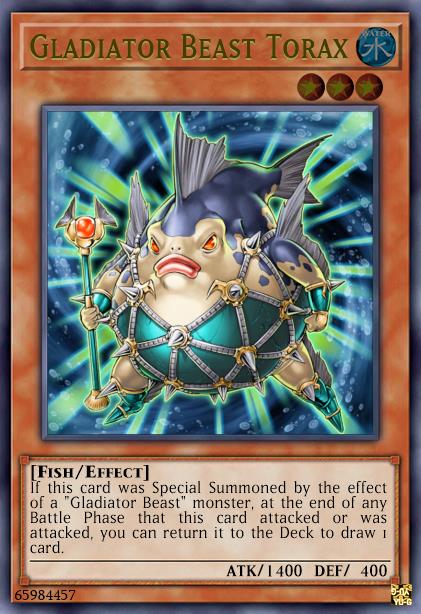 GLADIATOR BEAST TORAX
WATER
水
[FISH/EFFECT]
If this card was Special Summoned by the effect
of a "Gladiator Beast" monster, at the end of any
Battle Phase that this card attacked or was
attacked, you can return it to the Deck to draw 1
card.
ATK/1400 DEF/ 400
65984457